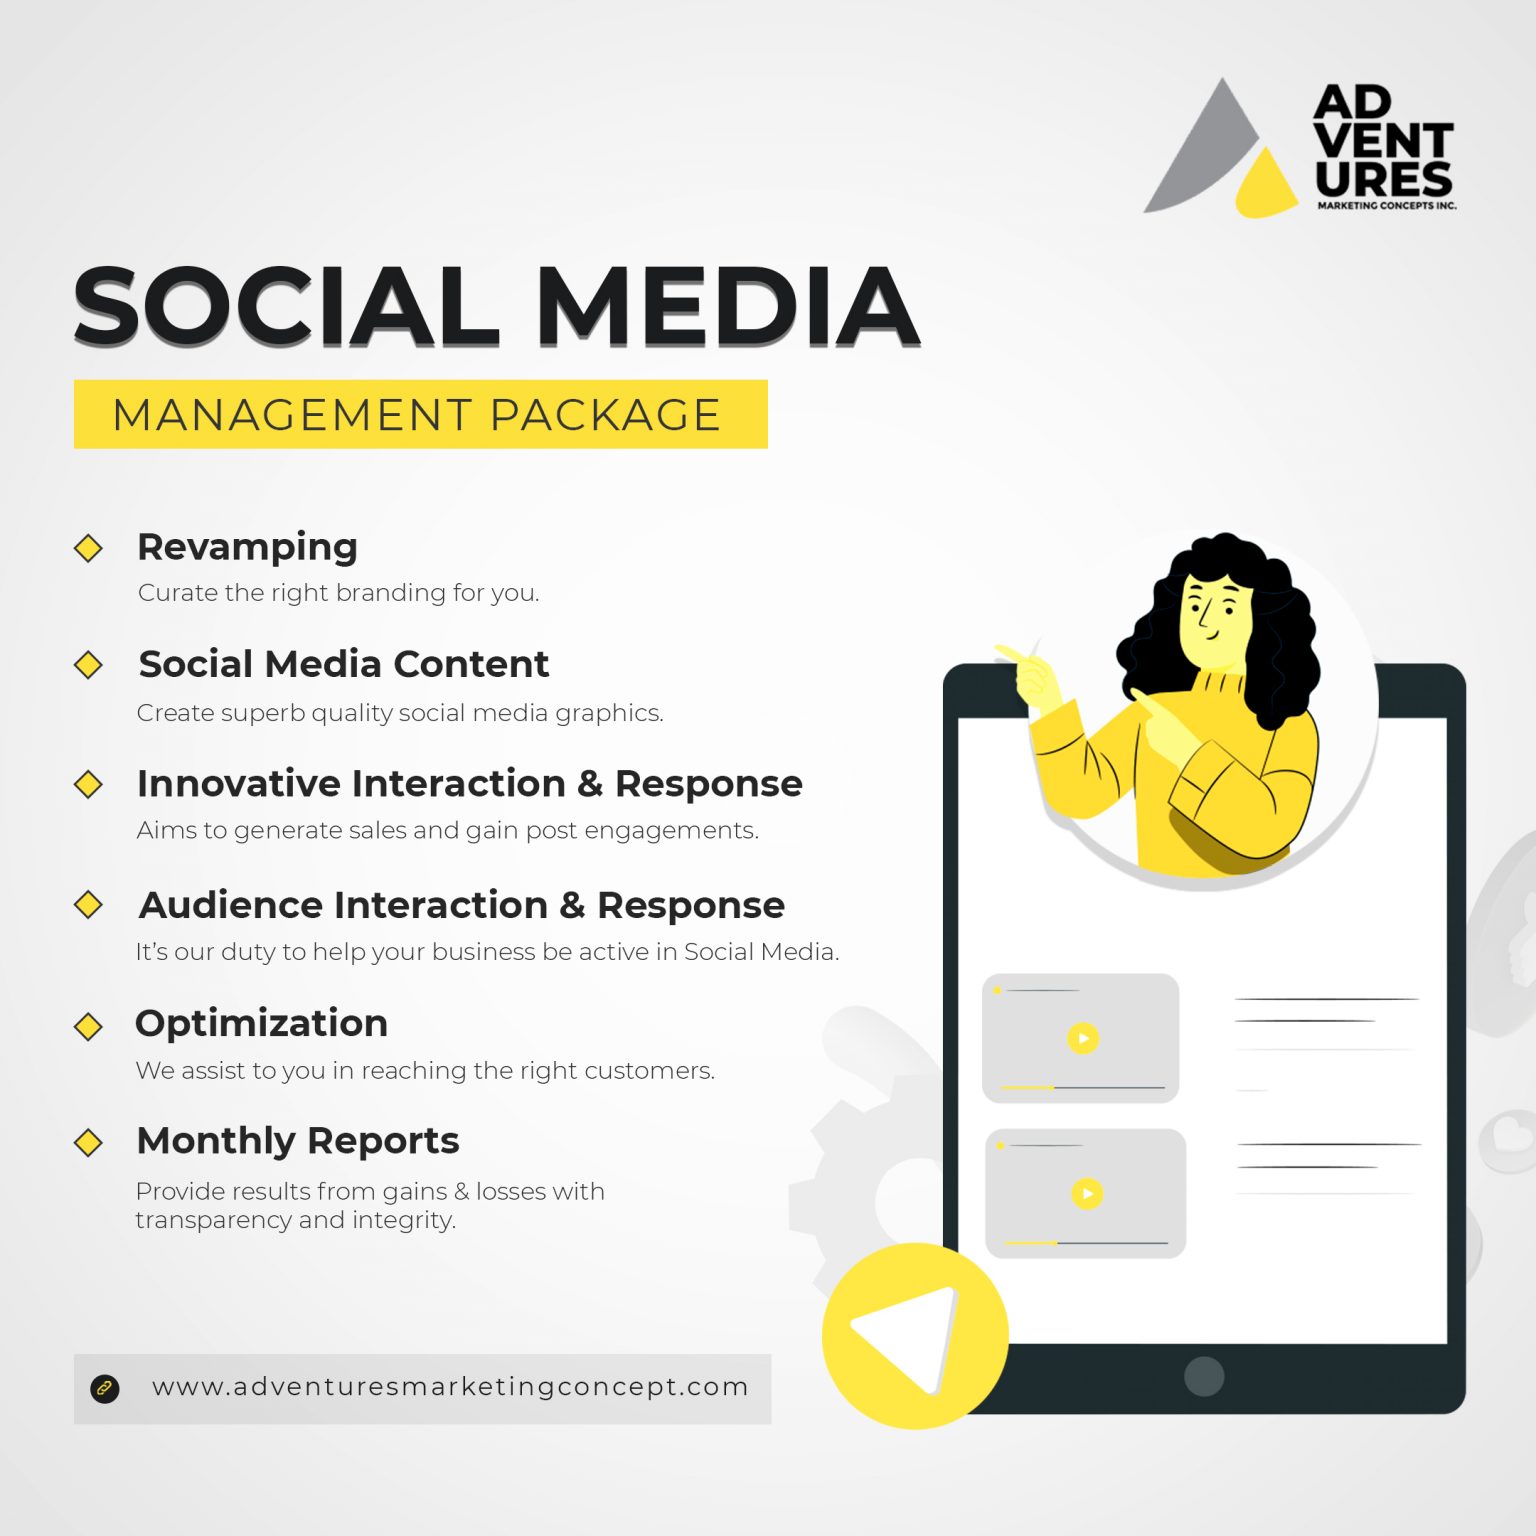 AD
VENT
URES
MARKETING CONCEPTS INC.
SOCIAL MEDIA
MANAGEMENT PACKAGE
Revamping
Curate the right branding for you.
Social Media Content
Create superb quality social media graphics.
Innovative Interaction & Response
Aims to generate sales and gain post engagements.
Audience Interaction & Response
It’s our duty to help your business be active in Social Media.
Optimization
We assist to you in reaching the right customers.
Monthly Reports
Provide results from gains & losses with
transparency and integrity.
www.adventuresmarketingconcept.com